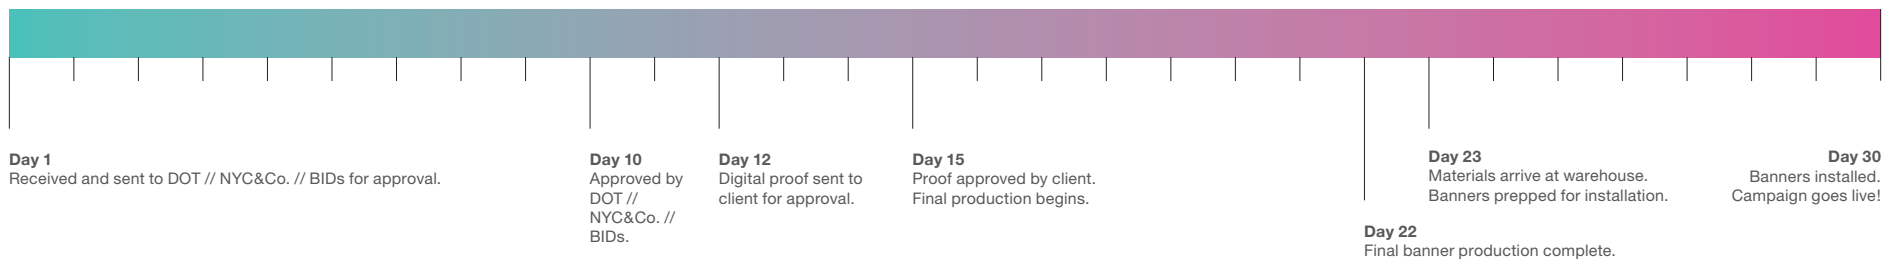 Day 1
Received and sent to DOT // NYC&Co. // BIDs for approval.
Day 10
Approved by
DOT //
NYC&Co. //
BIDs.
Day 12
Digital proof sent to
client for approval.
Day 15
Proof approved by client.
Final production begins.
Day 22
Final banner production complete.
Day 23
Materials arrive at warehouse.
Banners prepped for installation.
Day 30
Banners installed.
Campaign goes live!